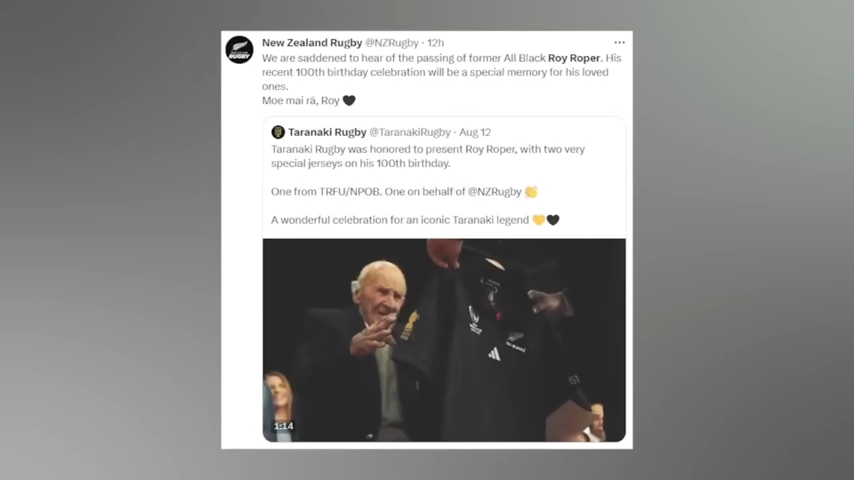 New Zealand Rugby @NZRugby · 12h
We are saddened to hear of the passing of former All Black Roy Roper. His
recent 100th birthday celebration will be a special memory for his loved
ones.
Moe mai rā, Roy 🖤
Taranaki Rugby @TaranakiRugby · Aug 12
Taranaki Rugby was honored to present Roy Roper, with two very
special jerseys on his 100th birthday.
One from TRFU/NPOB. One on behalf of @NZRugby 👏
A wonderful celebration for an iconic Taranaki legend 💛🖤
ALL BLACKS
1:14